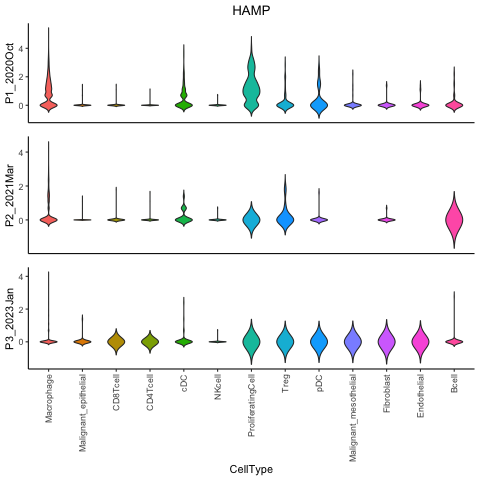 HAMP
P1_2020Oct
4
2
0
P2_2021Mar
4
2
0
P3_2023Jan
4
2
0
Macrophage
Malignant_epithelial
CD8Tcell
CD4Tcell
cDC
NKcell
ProliferatingCell
Treg
pDC
Malignant_mesothelial
Fibroblast
Endothelial
Bcell
CellType